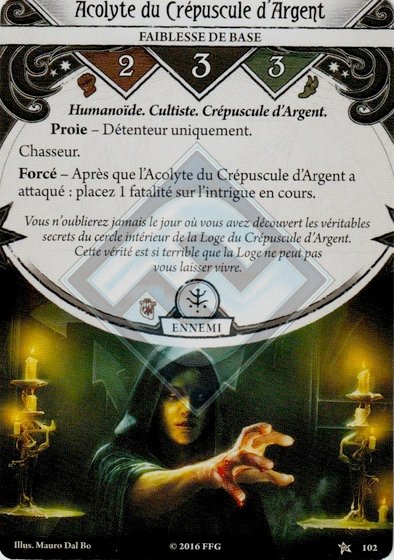 Acolyte du Crépuscule d'Argent
FAIBLESSE DE BASE
2 3 3
Humanoïde. Cultiste. Crépuscule d'Argent.
Proie – Détenteur uniquement.
Chasseur.
Forcé – Après que l'Acolyte du Crépuscule d'Argent a
attaqué : placez 1 fatalité sur l'intrigue en cours.
Vous n'oublierez jamais le jour où vous avez découvert les véritables
secrets du cercle intérieur de la Loge du Crépuscule d'Argent.
Cette vérité est si terrible que la Loge ne peut pas
vous laisser vivre.
ENNEMI
Illus. Mauro Dal Bo
© 2016 FFG
102